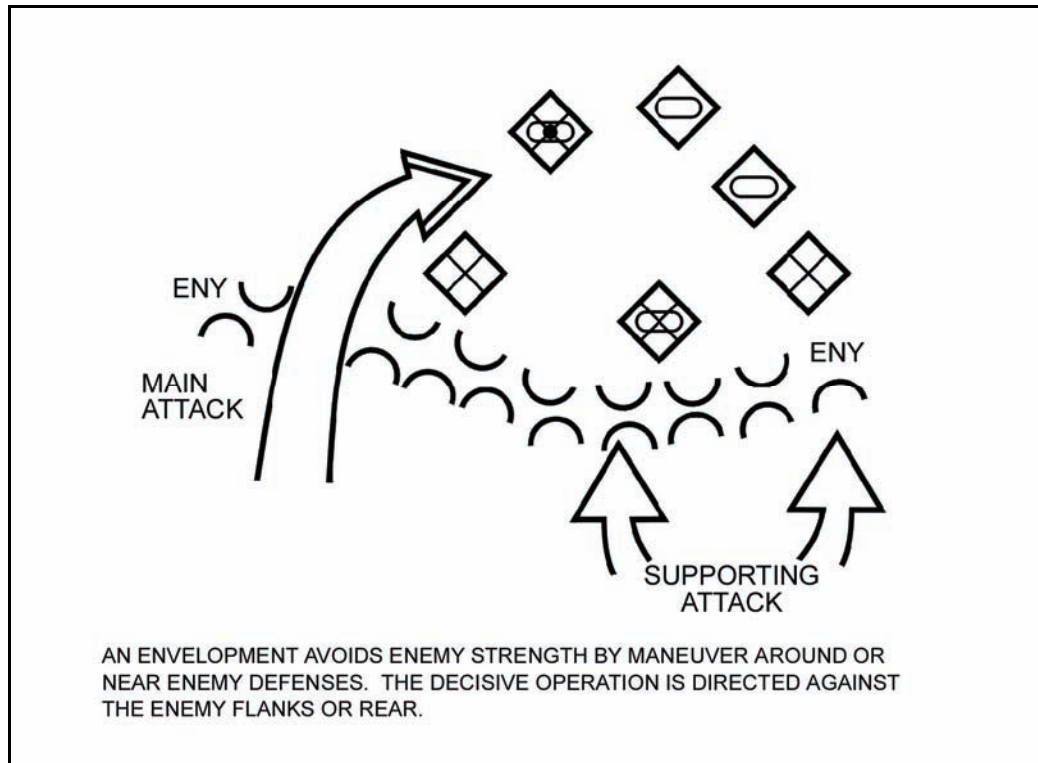 ENY
MAIN
ATTACK
ENY
SUPPORTING
ATTACK
AN ENVELOPMENT AVOIDS ENEMY STRENGTH BY MANEUVER AROUND OR
NEAR ENEMY DEFENSES. THE DECISIVE OPERATION IS DIRECTED AGAINST
THE ENEMY FLANKS OR REAR.